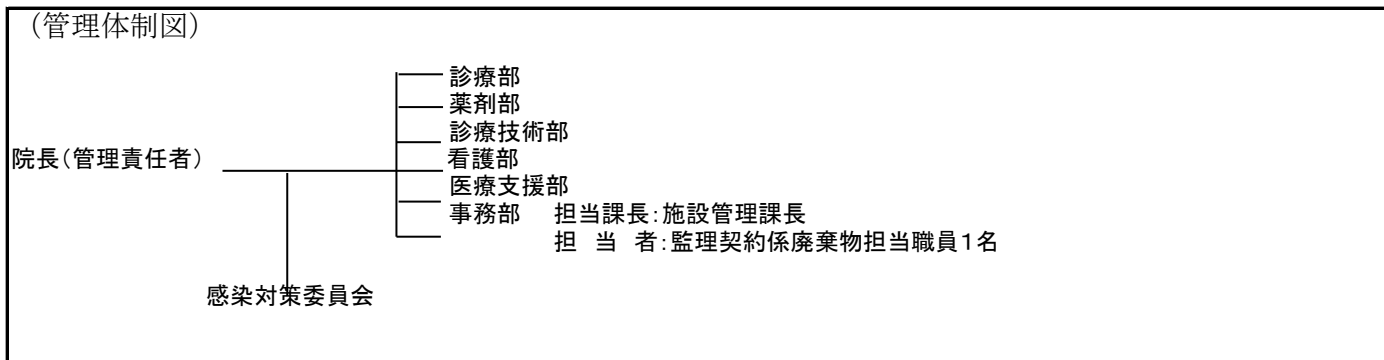 (管理体制図)
診療部
薬剤部
診療技術部
院長(管理責任者)
看護部
医療支援部
事務部 担当課長:施設管理課長
担 当 者:監理契約係廃棄物担当職員1名
感染対策委員会